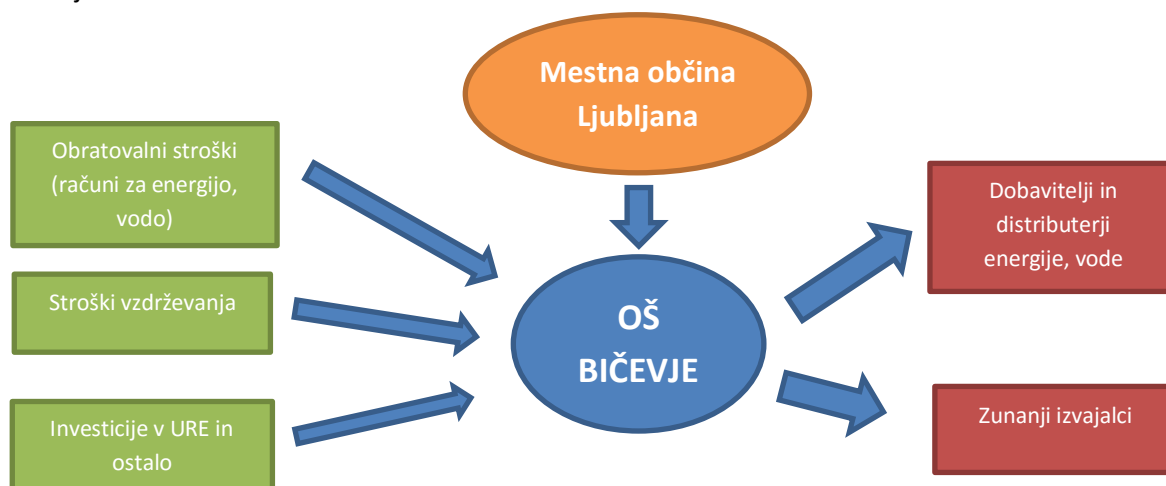 Mestna občina
Ljubljana
Obratovalni stroški
(računi za energijo,
vodo)
Stroški vzdrževanja
Investicije v URE in
ostalo
OŠ
BIČEVJE
Dobavitelji in
distributerji
energije, vode
Zunanji izvajalci